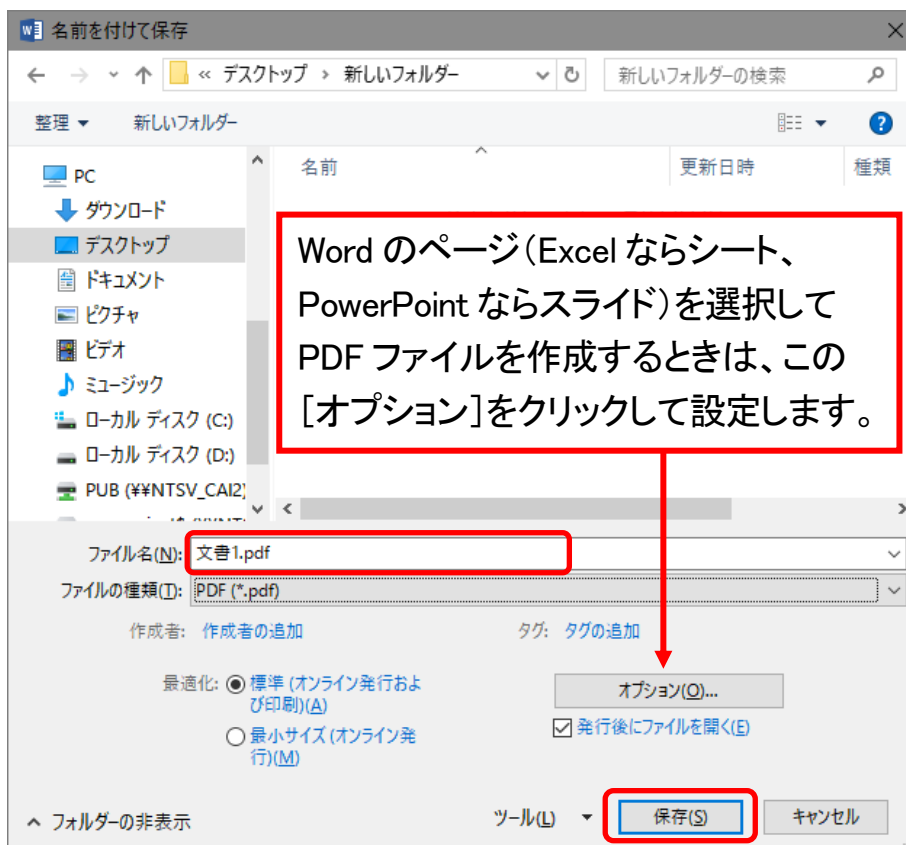 名前を付けて保存
« デスクトップ › 新しいフォルダー
新しいフォルダーの検索
整理 新しいフォルダー
名前 更新日時 種類
PC
ダウンロード
デスクトップ
ドキュメント
ピクチャ
ビデオ
ミュージック
ローカル ディスク (C:)
ローカル ディスク (D:)
PUB (¥¥NTSV_CAI2)
Word のページ(Excel ならシート、
PowerPoint ならスライド)を選択して
PDF ファイルを作成するときは、この
[オプション]をクリックして設定します。
ファイル名(N): 文書1.pdf
ファイルの種類(T): PDF (*.pdf)
作成者: 作成者の追加
タグ: タグの追加
最適化: 標準 (オンライン発行およ
び印刷)(A)
最小サイズ (オンライン発
行)(M)
オプション(O)...
発行後にファイルを開く(E)
フォルダーの非表示
ツール(L) 保存(S) キャンセル